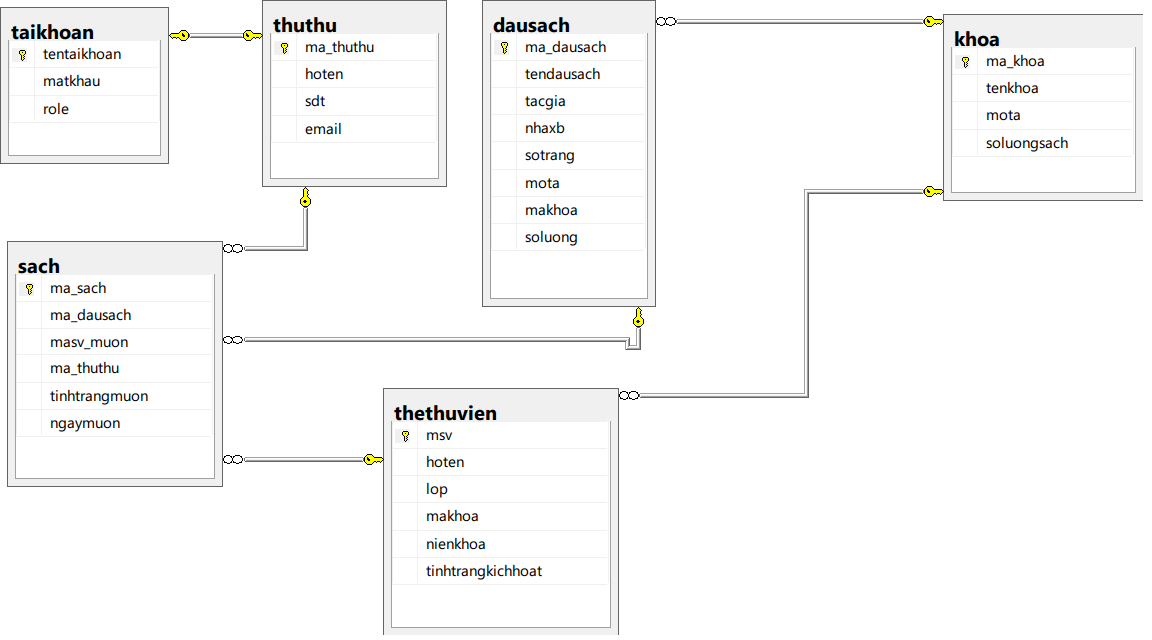 taikhoan
tentaikhoan
matkhau
role
thuthu
ma_thuthu
hoten
sdt
email
dausach
ma_dausach
tendausach
tacgia
nhaxb
sotrang
mota
makhoa
soluong
khoa
ma_khoa
tenkhoa
mota
soluongsach
sach
ma_sach
ma_dausach
masv_muon
ma_thuthu
tinhtrangmuon
ngaymuon
thethuvien
msv
hoten
lop
makhoa
nienkhoa
tinhtrangkichhoat